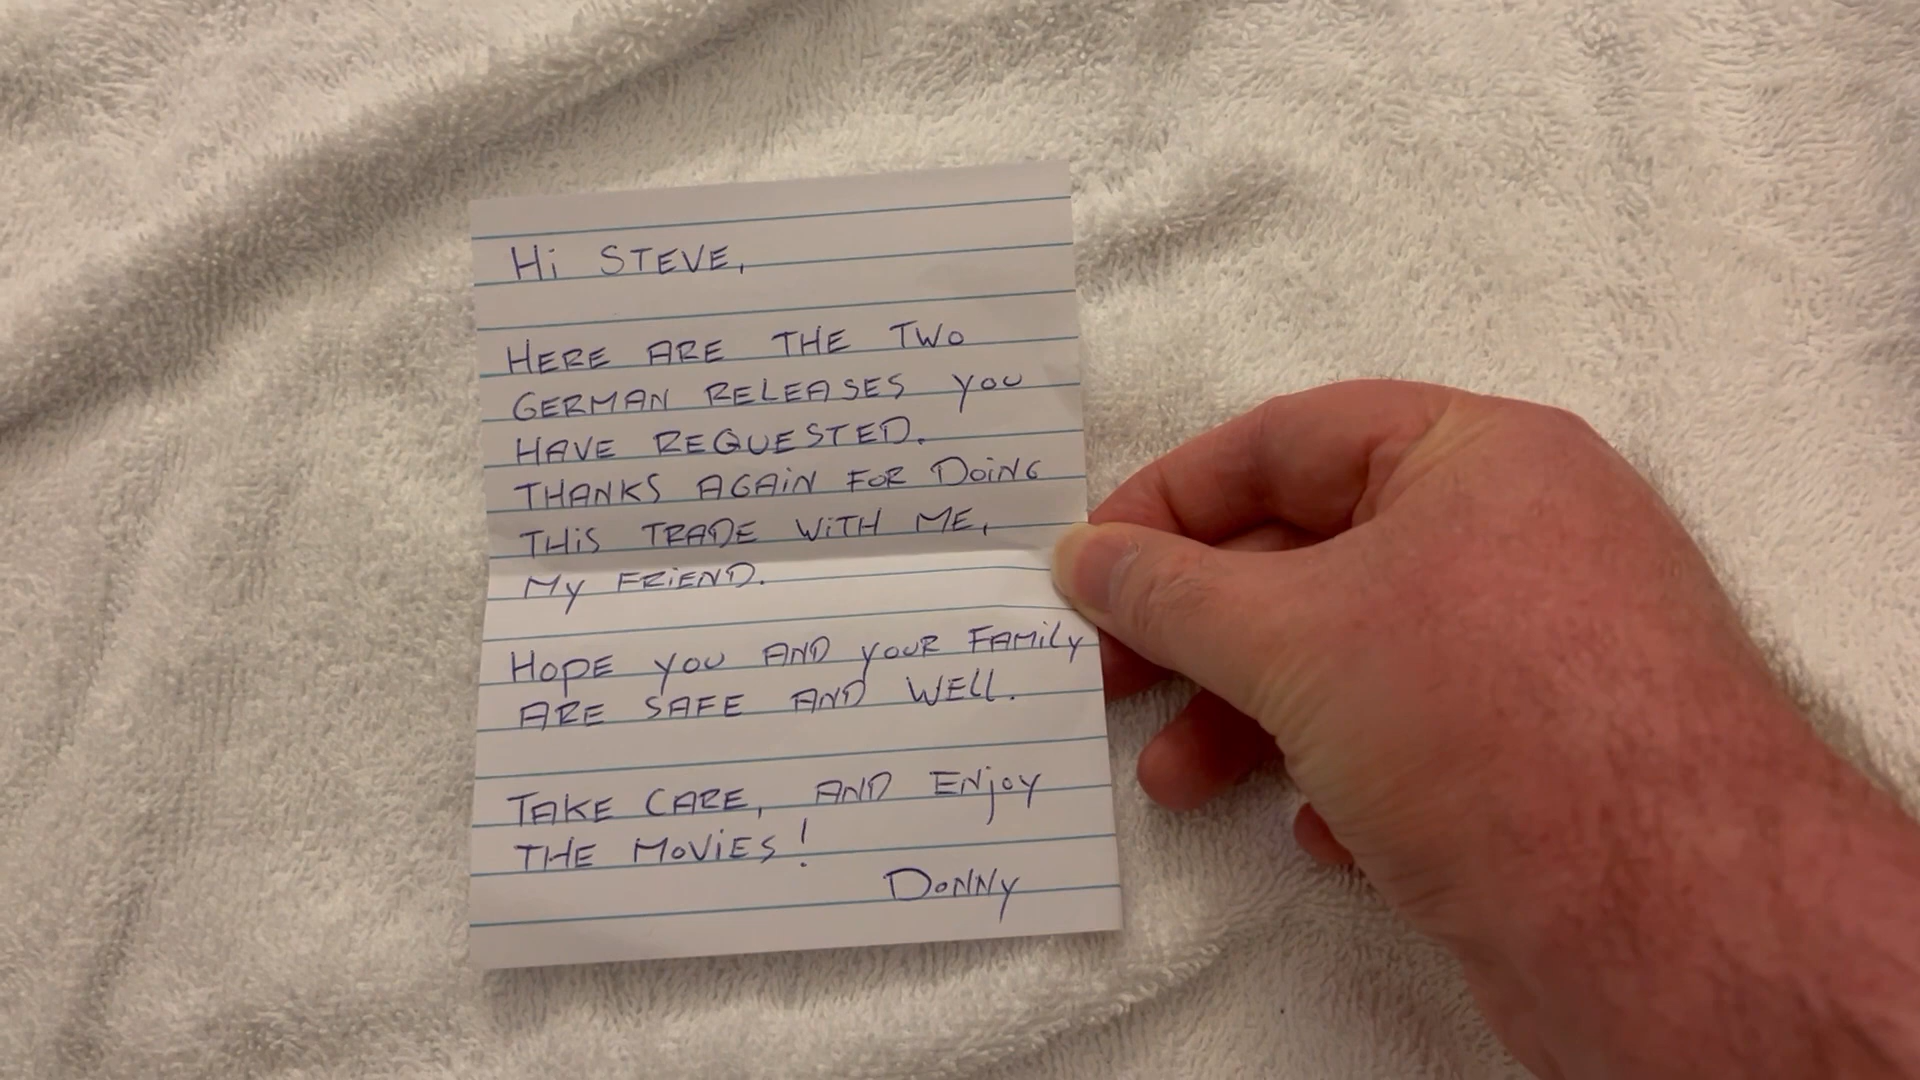 Hi STEVE,
HERE ARE THE TWO
GERMAN RELEASES you
HAVE REQUESTED.
THANKS AGAiN FOR DOiNG
THiS TRADE WiTH ME,
My FRiEND.
HOPE you AND youR FAMily
ARE SAFE AND WEll.
TAKE CARE, AND ENjoy
THE MOViES!
DONNy